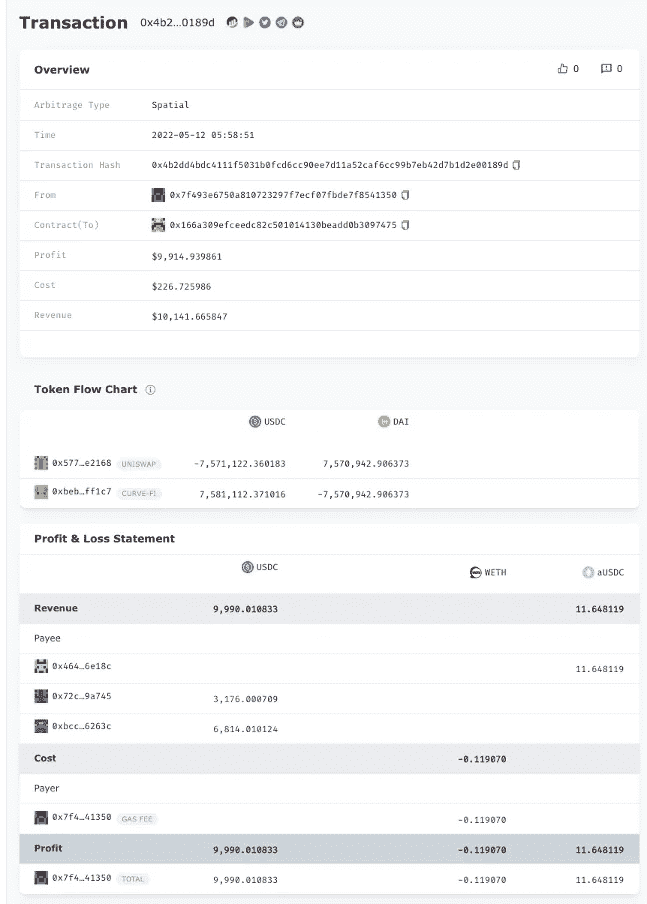 Transaction 0x4b2...0189d
Overview 0 0
Arbitrage Type Spatial
Time 2022-05-12 05:58:51
Transaction Hash 0x4b2dd4bdc4111f5031b0fcd6cc90ee7d11a52caf6cc99b7eb42d7b1d2e00189d
From 0x7f493e6750a810723297f7ecf07fbde7f8541350
Contract(To) 0x166a309efceedc82c501014130beadd0b3097475
Profit $9,914.939861
Cost $226.725986
Revenue $10,141.665847
Token Flow Chart
USDC DAI
0x577...e2168 UNISWAP -7,571,122.360183 7,570,942.906373
0xbeb...ff1c7 CURVE-FI 7,581,112.371016 -7,570,942.906373
Profit & Loss Statement
USDC WETH aUSDC
Revenue 9,990.010833 11.648119
Payee
0x464...6e18c 11.648119
0x72c...9a745 3,176.000709
0xbcc...6263c 6,814.010124
Cost -0.119070
Payer
0x7f4...41350 GAS FEE -0.119070
Profit 9,990.010833 -0.119070 11.648119
0x7f4...41350 TOTAL 9,990.010833 -0.119070 11.648119